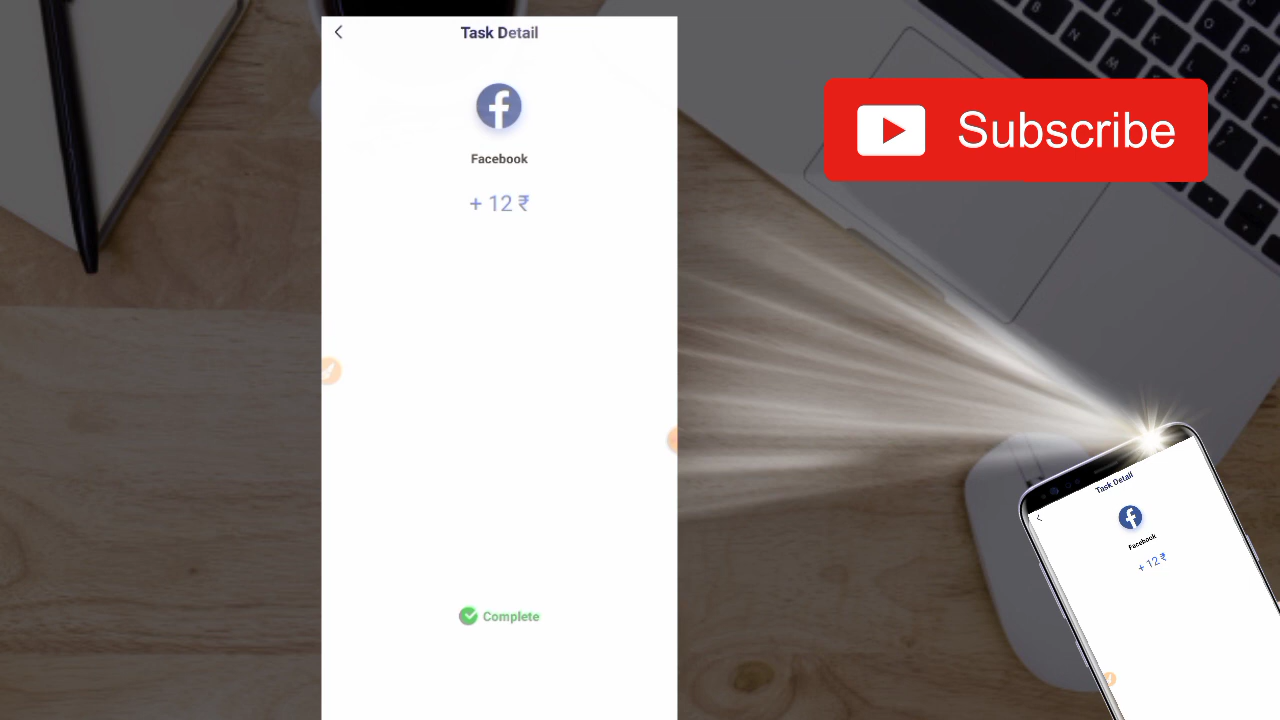 Task Detail
Facebook
+ 12 ₹
Complete
Subscribe
Task Detail
Facebook
+ 12 ₹